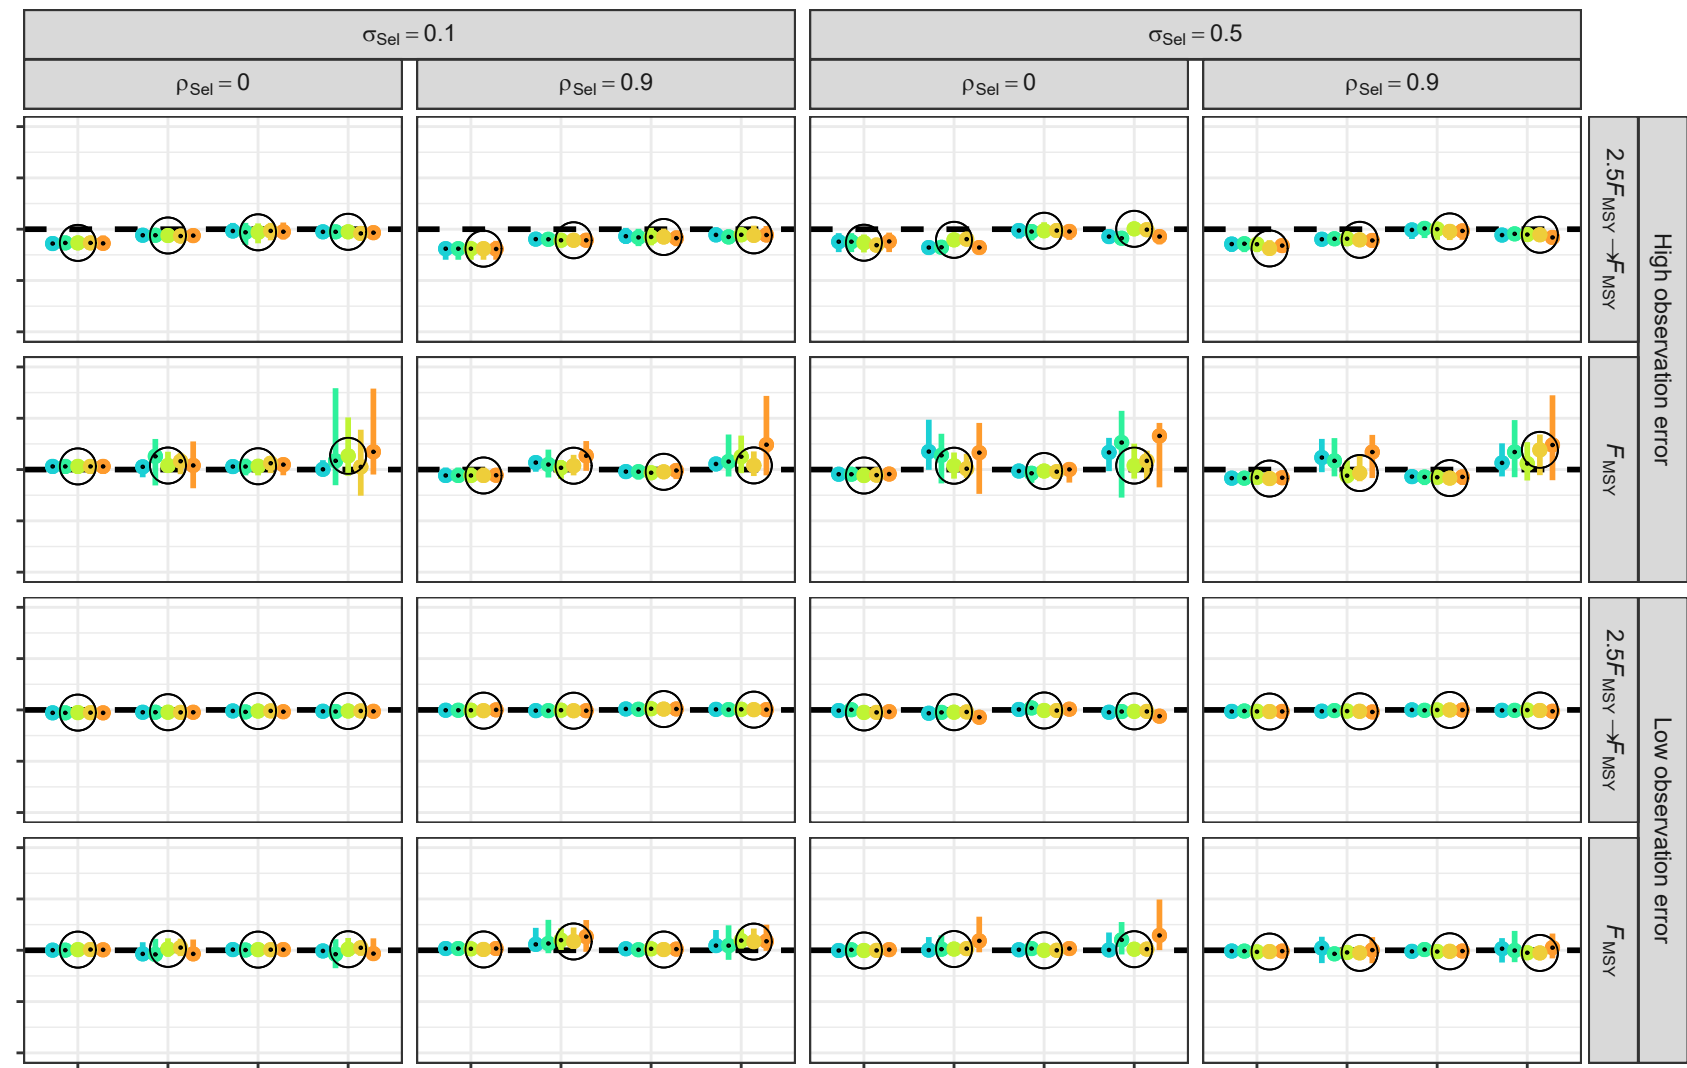 σSel = 0.1
σSel = 0.5
ρSel = 0
ρSel = 0.9
ρSel = 0
ρSel = 0.9
2.5FMSY→FMSY
High observation error
FMSY
2.5FMSY→FMSY
Low observation error
FMSY